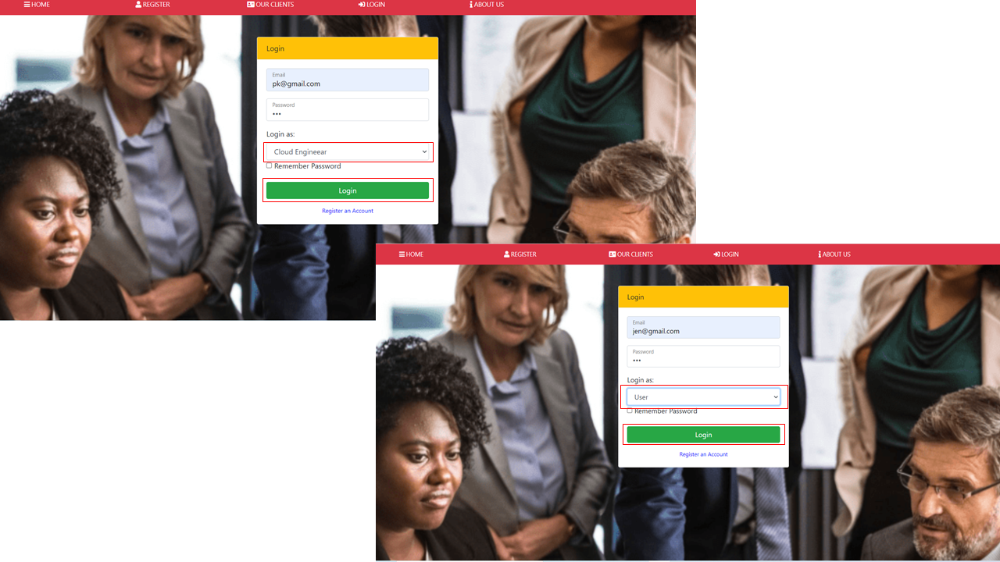 HOME REGISTER OUR CLIENTS LOGIN ABOUT US
Login
Email
pk@gmail.com
Password
•••
Login as:
Cloud Engineear
Remember Password
Login
Register an Account
HOME REGISTER OUR CLIENTS LOGIN ABOUT US
Login
Email
jen@gmail.com
Password
•••
Login as:
User
Remember Password
Login
Register an Account